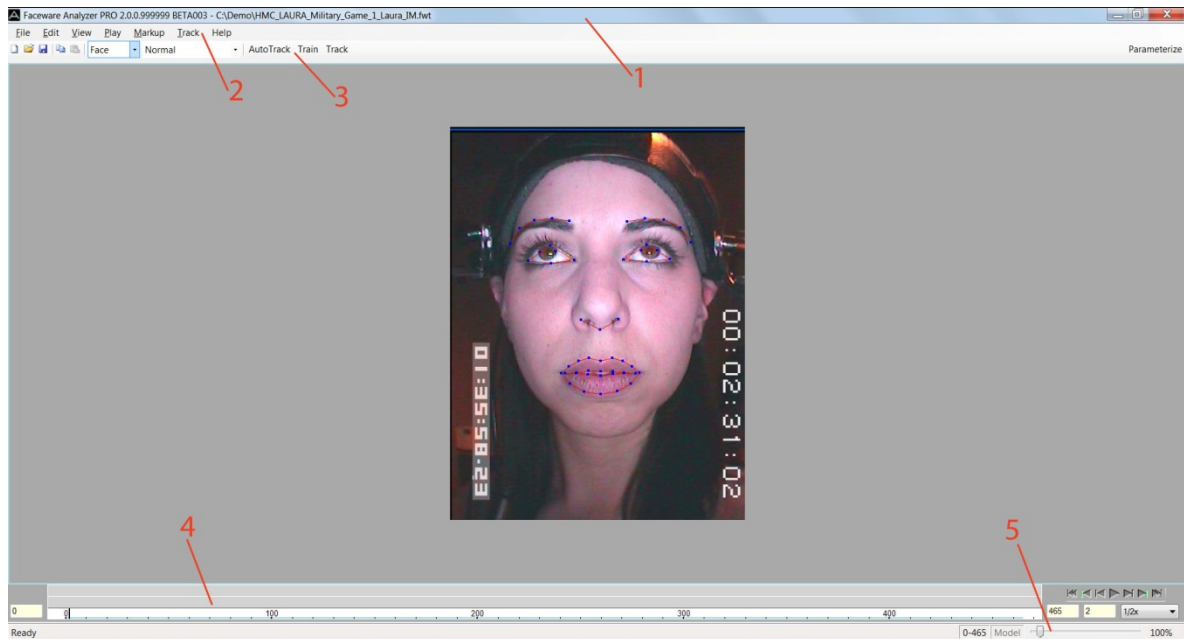 Faceware Analyzer PRO 2.0.0.999999 BETA003 - C:\Demo\HMC_LAURA_Military_Game_1_Laura_IM.fwt
File Edit View Play Markup Track Help
Face Normal AutoTrack Train Track Parameterize
1
2
3
01:35:58.23
00:02:31:02
4
5
0 0 100 200 300 400 465 2 1/2x
Ready 0-465 Model 100%